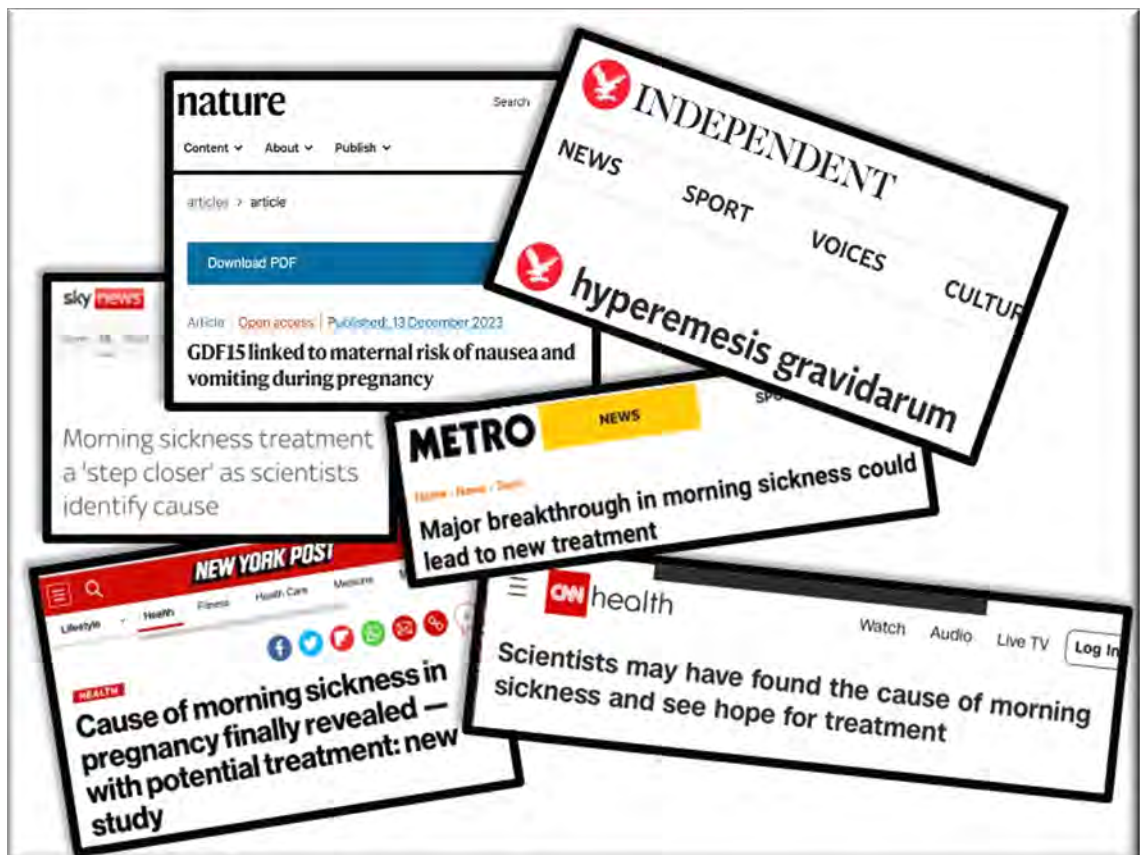 nature
Search
Content About Publish
articles > article
Download PDF
Article | Open access | Published: 13 December 2023
GDF15 linked to maternal risk of nausea and
vomiting during pregnancy
INDEPENDENT
NEWS SPORT VOICES CULTUR
hyperemesis gravidarum
sky news
Morning sickness treatment
a 'step closer' as scientists
identify cause
METRO NEWS
Home › News › Tech
Major breakthrough in morning sickness could
lead to new treatment
NEW YORK POST
Lifestyle Health Fitness Health Care Medicine
HEALTH
Cause of morning sickness in
pregnancy finally revealed —
with potential treatment: new
study
CNN health
Watch Audio Live TV Log In
Scientists may have found the cause of morning
sickness and see hope for treatment